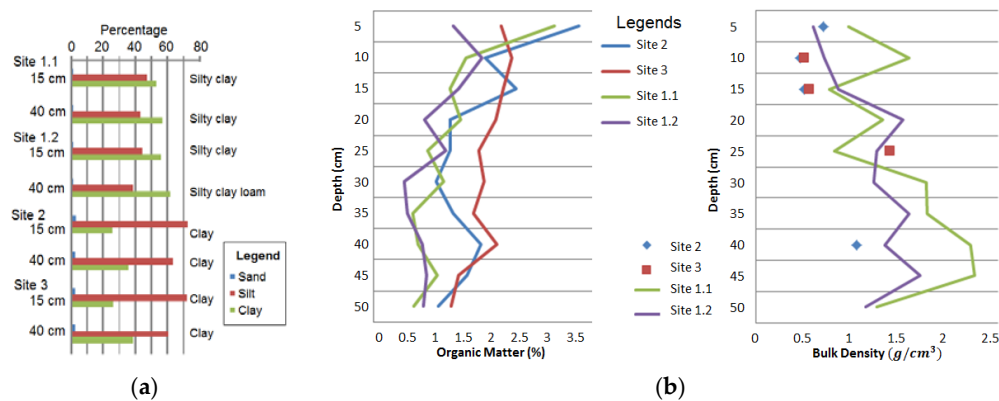 Percentage
0 20 40 60 80
Site 1.1
15 cm
Silty clay
40 cm
Silty clay
Site 1.2
15 cm
Silty clay
40 cm
Silty clay loam
Site 2
15 cm
Clay
40 cm
Clay
Site 3
15 cm
Clay
40 cm
Clay
Legend
Sand
Silt
Clay
(a)
Depth (cm)
5
10
15
20
25
30
35
40
45
50
0 0.5 1 1.5 2 2.5 3 3.5
Organic Matter (%)
Legends
Site 2
Site 3
Site 1.1
Site 1.2
Site 2
Site 3
Site 1.1
Site 1.2
Depth (cm)
5
10
15
20
25
30
35
40
45
50
0 0.5 1 1.5 2 2.5
Bulk Density (g/cm³)
(b)